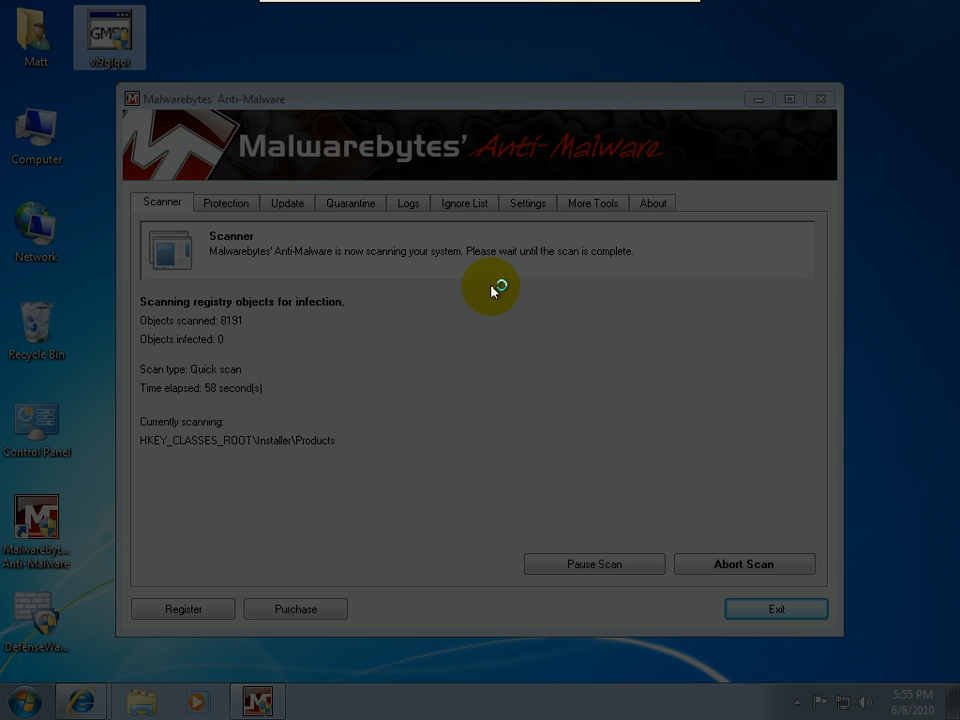 Matt
GMER
vi9glqoi
Computer
Network
Recycle Bin
Control Panel
Malwarebyt...
Anti-Malware
DefenseWa...
Malwarebytes' Anti-Malware
Malwarebytes' Anti-Malware
Scanner Protection Update Quarantine Logs Ignore List Settings More Tools About
Scanner
Malwarebytes' Anti-Malware is now scanning your system. Please wait until the scan is complete.
Scanning registry objects for infection.
Objects scanned: 8191
Objects infected: 0
Scan type: Quick scan
Time elapsed: 58 second(s)
Currently scanning:
HKEY_CLASSES_ROOT\Installer\Products
Pause Scan Abort Scan
Register Purchase Exit
5:55 PM
6/8/2010